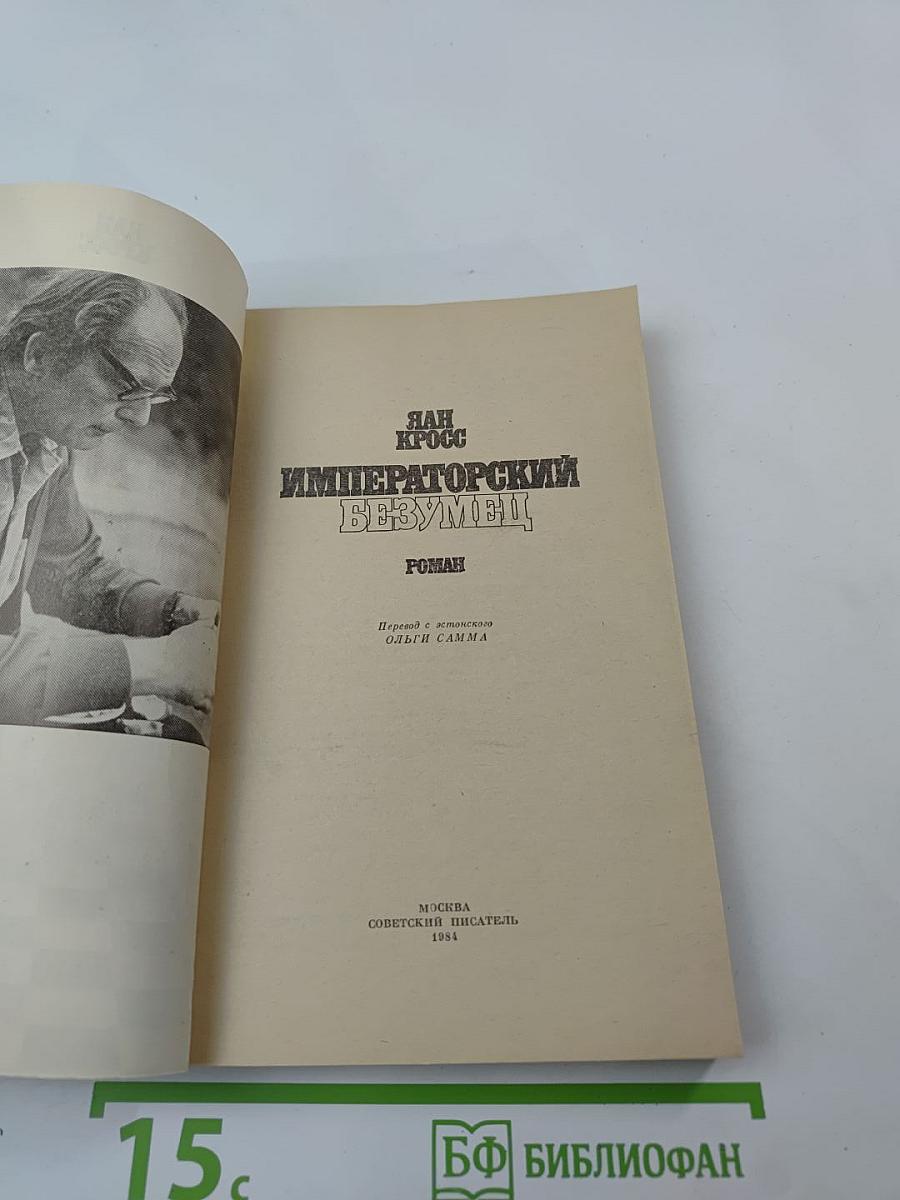 ЯАН
КРОСС
ИМПЕРАТОРСКИЙ
БЕЗУМЕЦ
РОМАН
Перевод с эстонского
ОЛЬГИ САММА
МОСКВА
СОВЕТСКИЙ ПИСАТЕЛЬ
1984
15 с
БФ БИБЛИОФАН